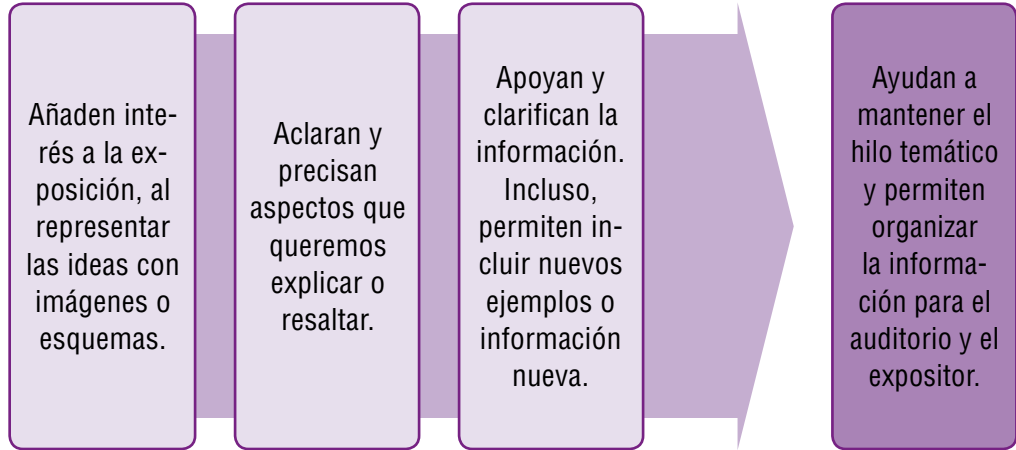 Añaden inte-
rés a la ex-
posición, al
representar
las ideas con
imágenes o
esquemas.
Aclaran y
precisan
aspectos que
queremos
explicar o
resaltar.
Apoyan y
clarifican la
información.
Incluso,
permiten in-
cluir nuevos
ejemplos o
información
nueva.
Ayudan a
mantener el
hilo temático
y permiten
organizar
la informa-
ción para el
auditorio y el
expositor.